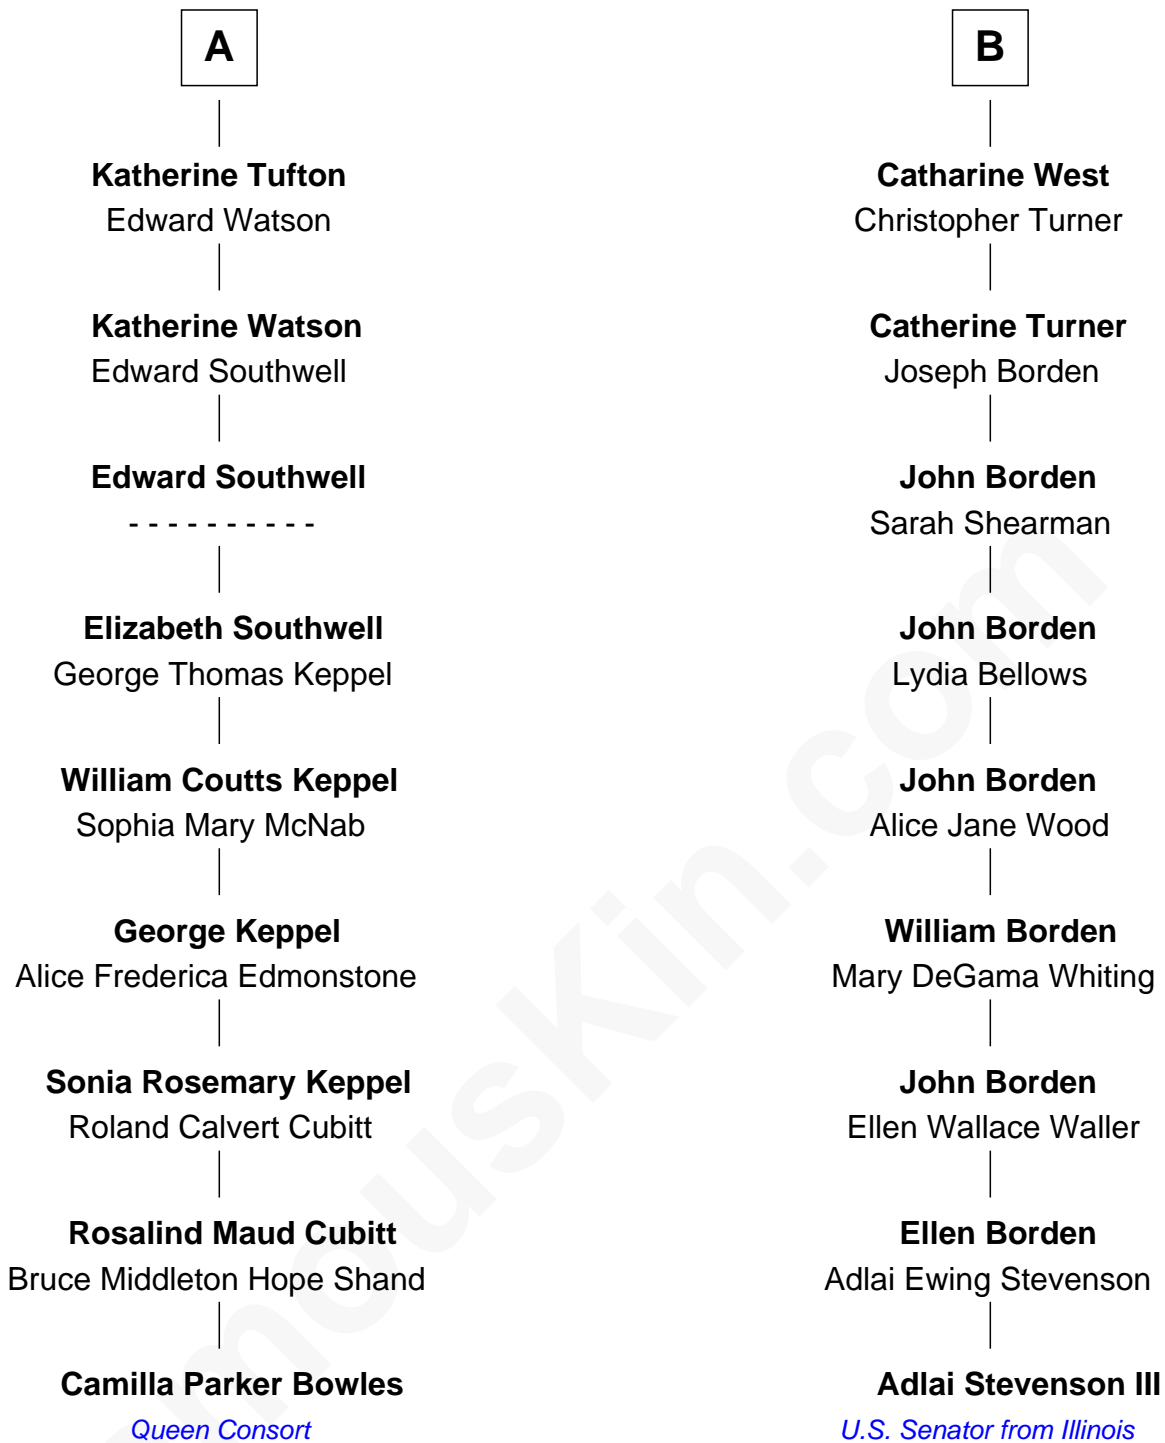 A
Katherine Tufton
Edward Watson
Katherine Watson
Edward Southwell
Edward Southwell
- - - - - - - - - -
Elizabeth Southwell
George Thomas Keppel
William Coutts Keppel
Sophia Mary McNab
George Keppel
Alice Frederica Edmonstone
Sonia Rosemary Keppel
Roland Calvert Cubitt
Rosalind Maud Cubitt
Bruce Middleton Hope Shand
Camilla Parker Bowles
Queen Consort
B
Catharine West
Christopher Turner
Catherine Turner
Joseph Borden
John Borden
Sarah Shearman
John Borden
Lydia Bellows
John Borden
Alice Jane Wood
William Borden
Mary DeGama Whiting
John Borden
Ellen Wallace Waller
Ellen Borden
Adlai Ewing Stevenson
Adlai Stevenson III
U.S. Senator from Illinois
mousKin.com